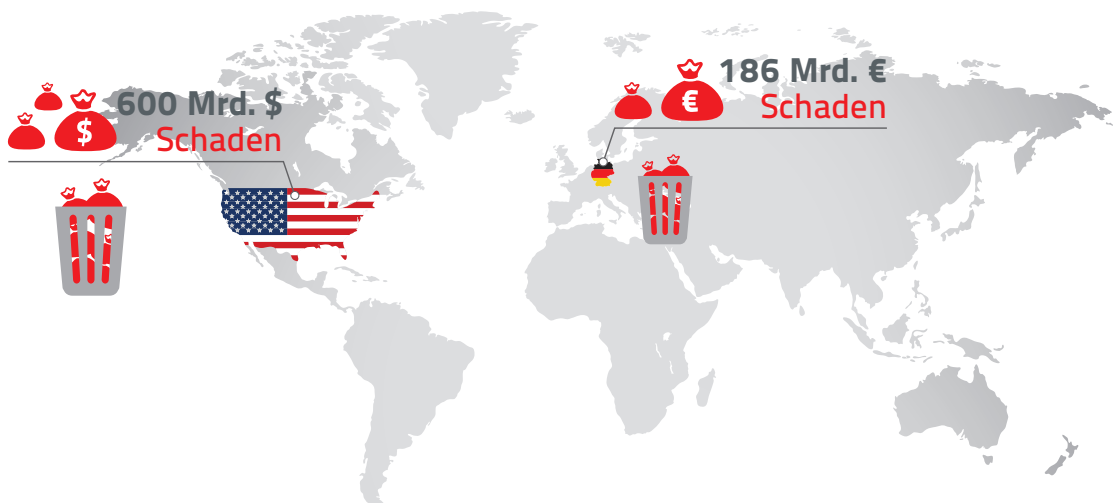 600 Mrd. $
Schaden
$
186 Mrd. €
Schaden
€